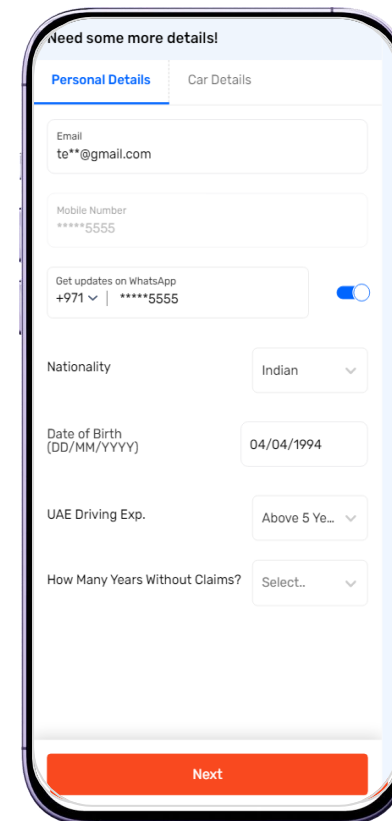 Need some more details!
Personal Details Car Details
Email
te**@gmail.com
Mobile Number
*****5555
Get updates on WhatsApp
+971 *****5555
Nationality Indian
Date of Birth
(DD/MM/YYYY) 04/04/1994
UAE Driving Exp. Above 5 Ye...
How Many Years Without Claims? Select..
Next